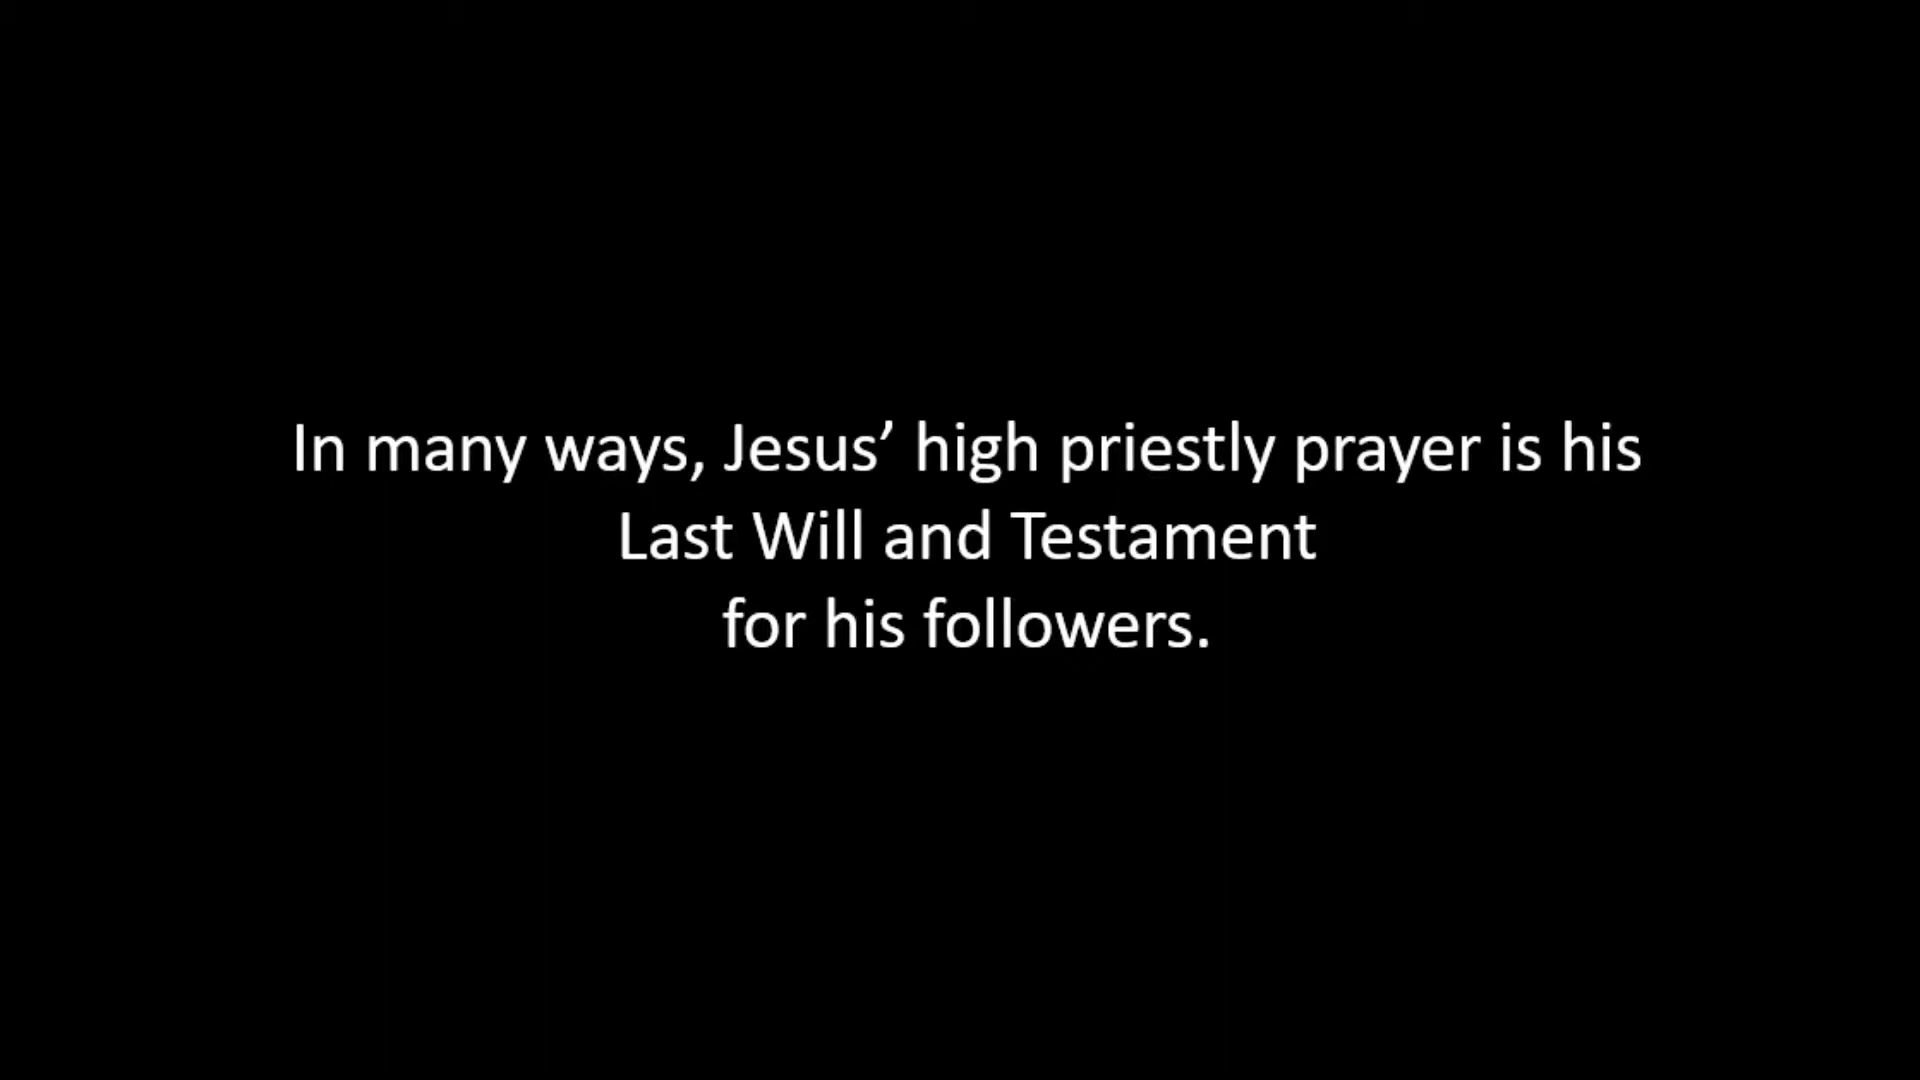 In many ways, Jesus’ high priestly prayer is his
Last Will and Testament
for his followers.